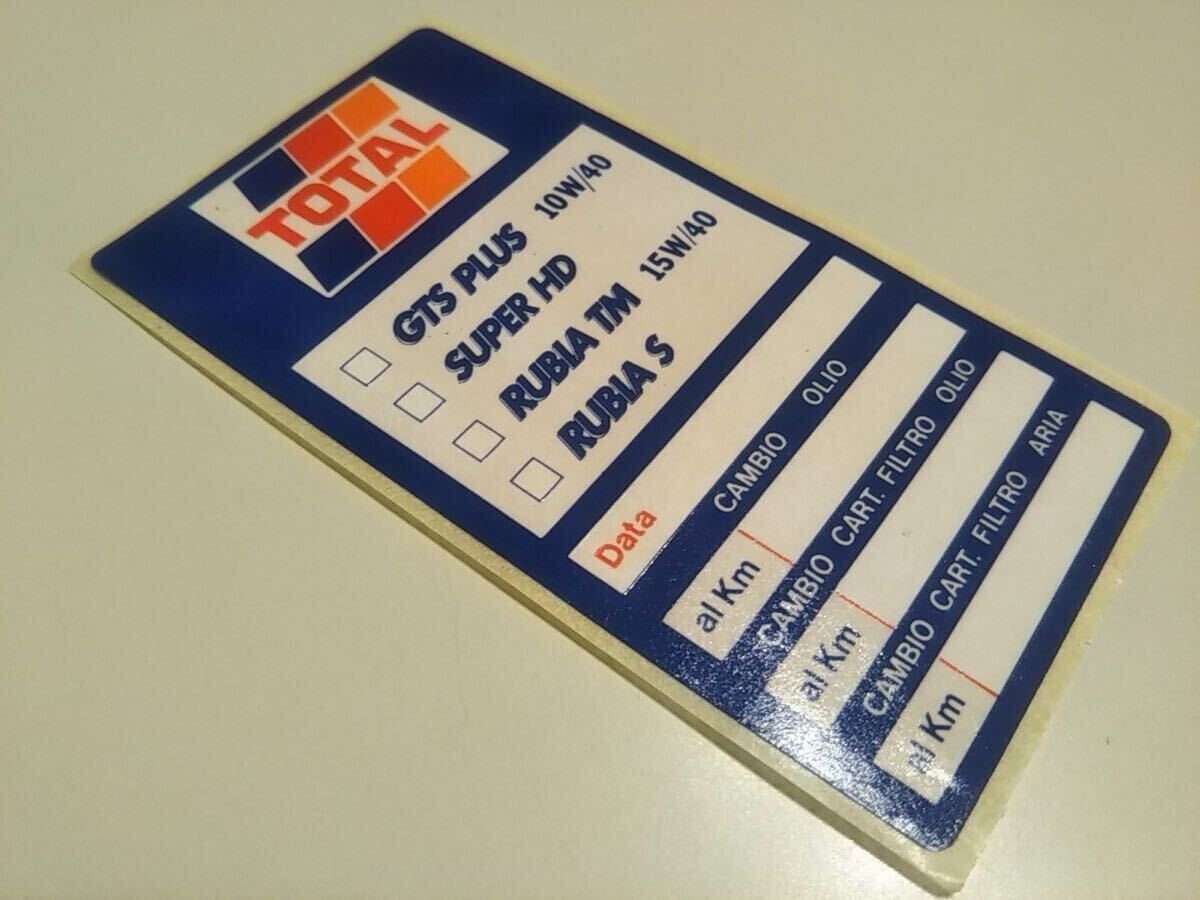 TOTAL
GTS PLUS 10W/40
SUPER HD
RUBIA TM 15W/40
RUBIA S
Data
CAMBIO OLIO
al Km
CAMBIO CART. FILTRO OLIO
al Km
CAMBIO CART. FILTRO ARIA
al Km